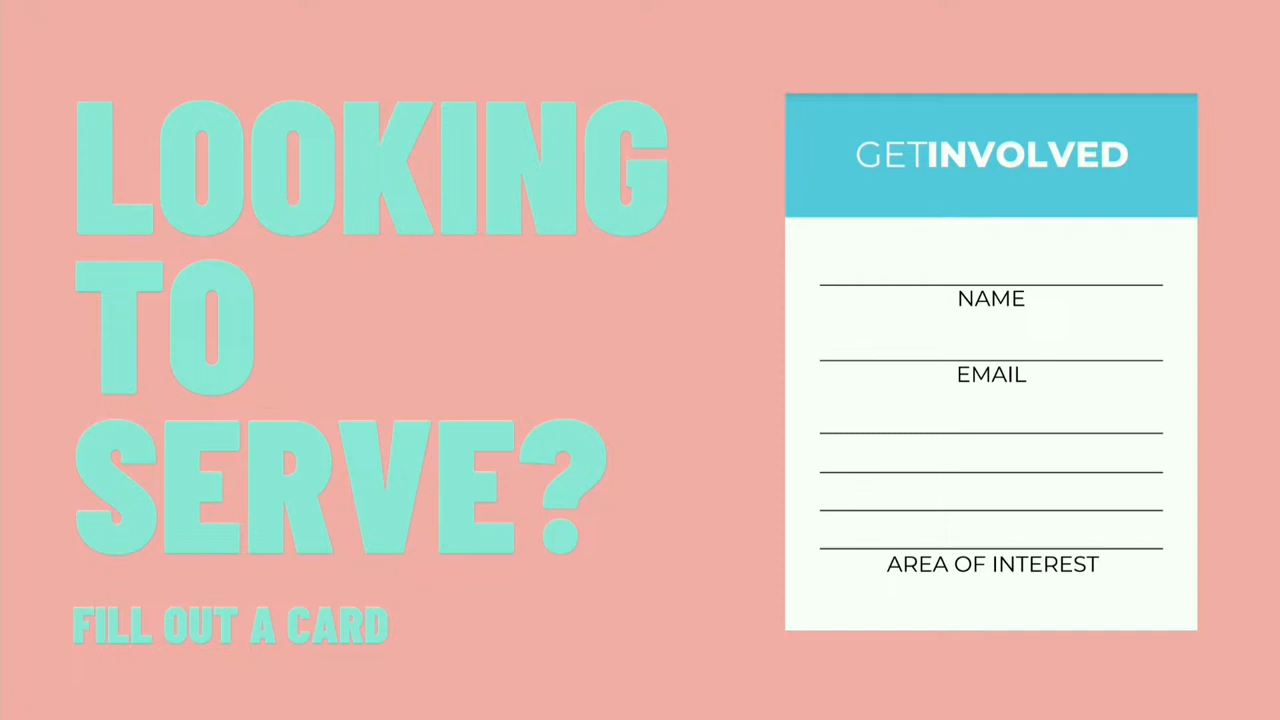 LOOKING
TO
SERVE?
FILL OUT A CARD
GETINVOLVED
NAME
EMAIL
AREA OF INTEREST